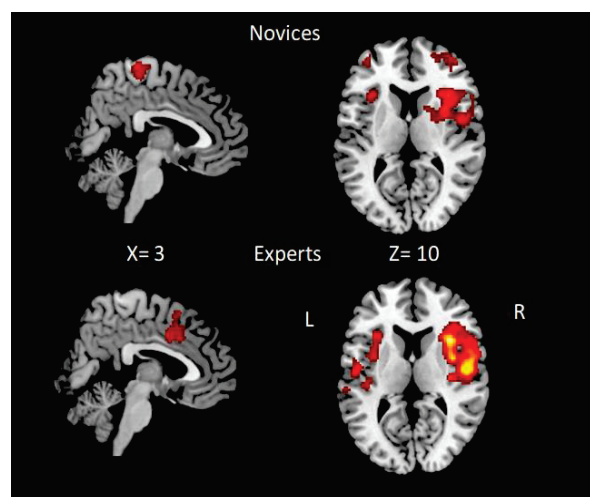 Novices
X= 3
Experts
Z= 10
L
R